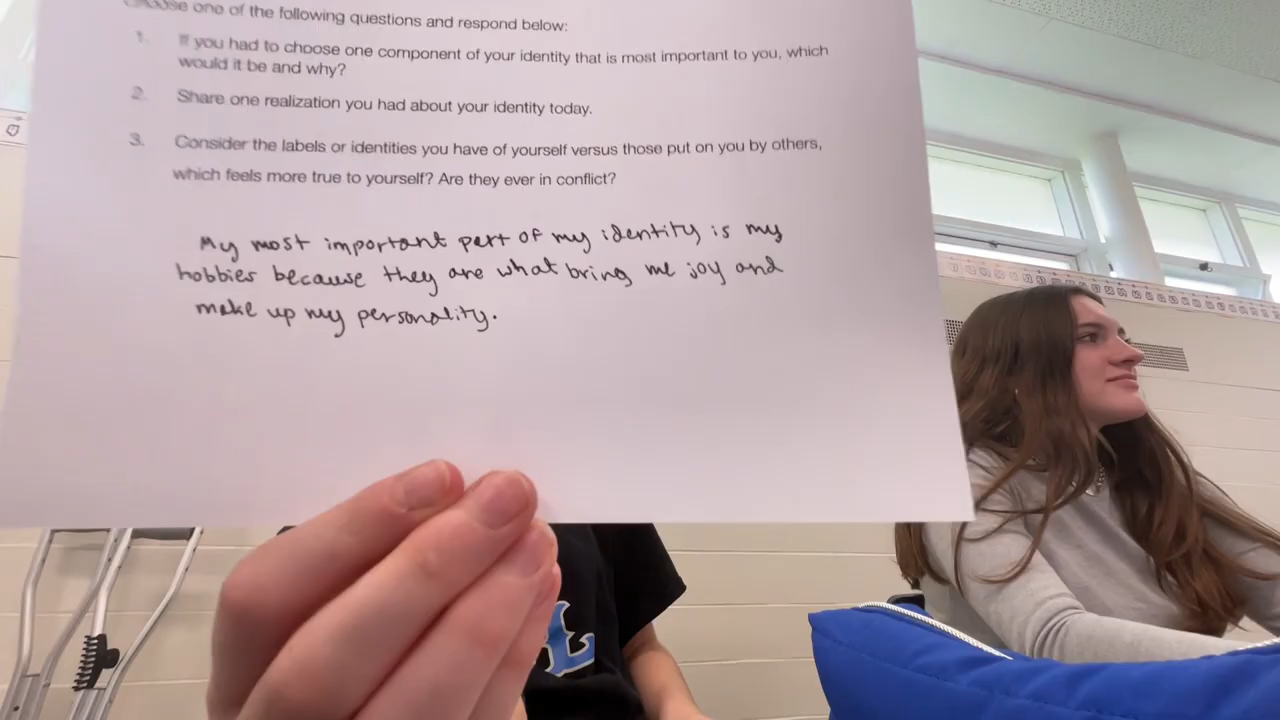 Choose one of the following questions and respond below:
1. If you had to choose one component of your identity that is most important to you, which
would it be and why?
2. Share one realization you had about your identity today.
3. Consider the labels or identities you have of yourself versus those put on you by others,
which feels more true to yourself? Are they ever in conflict?
My most important part of my identity is my
hobbies because they are what bring me joy and
make up my personality.
L